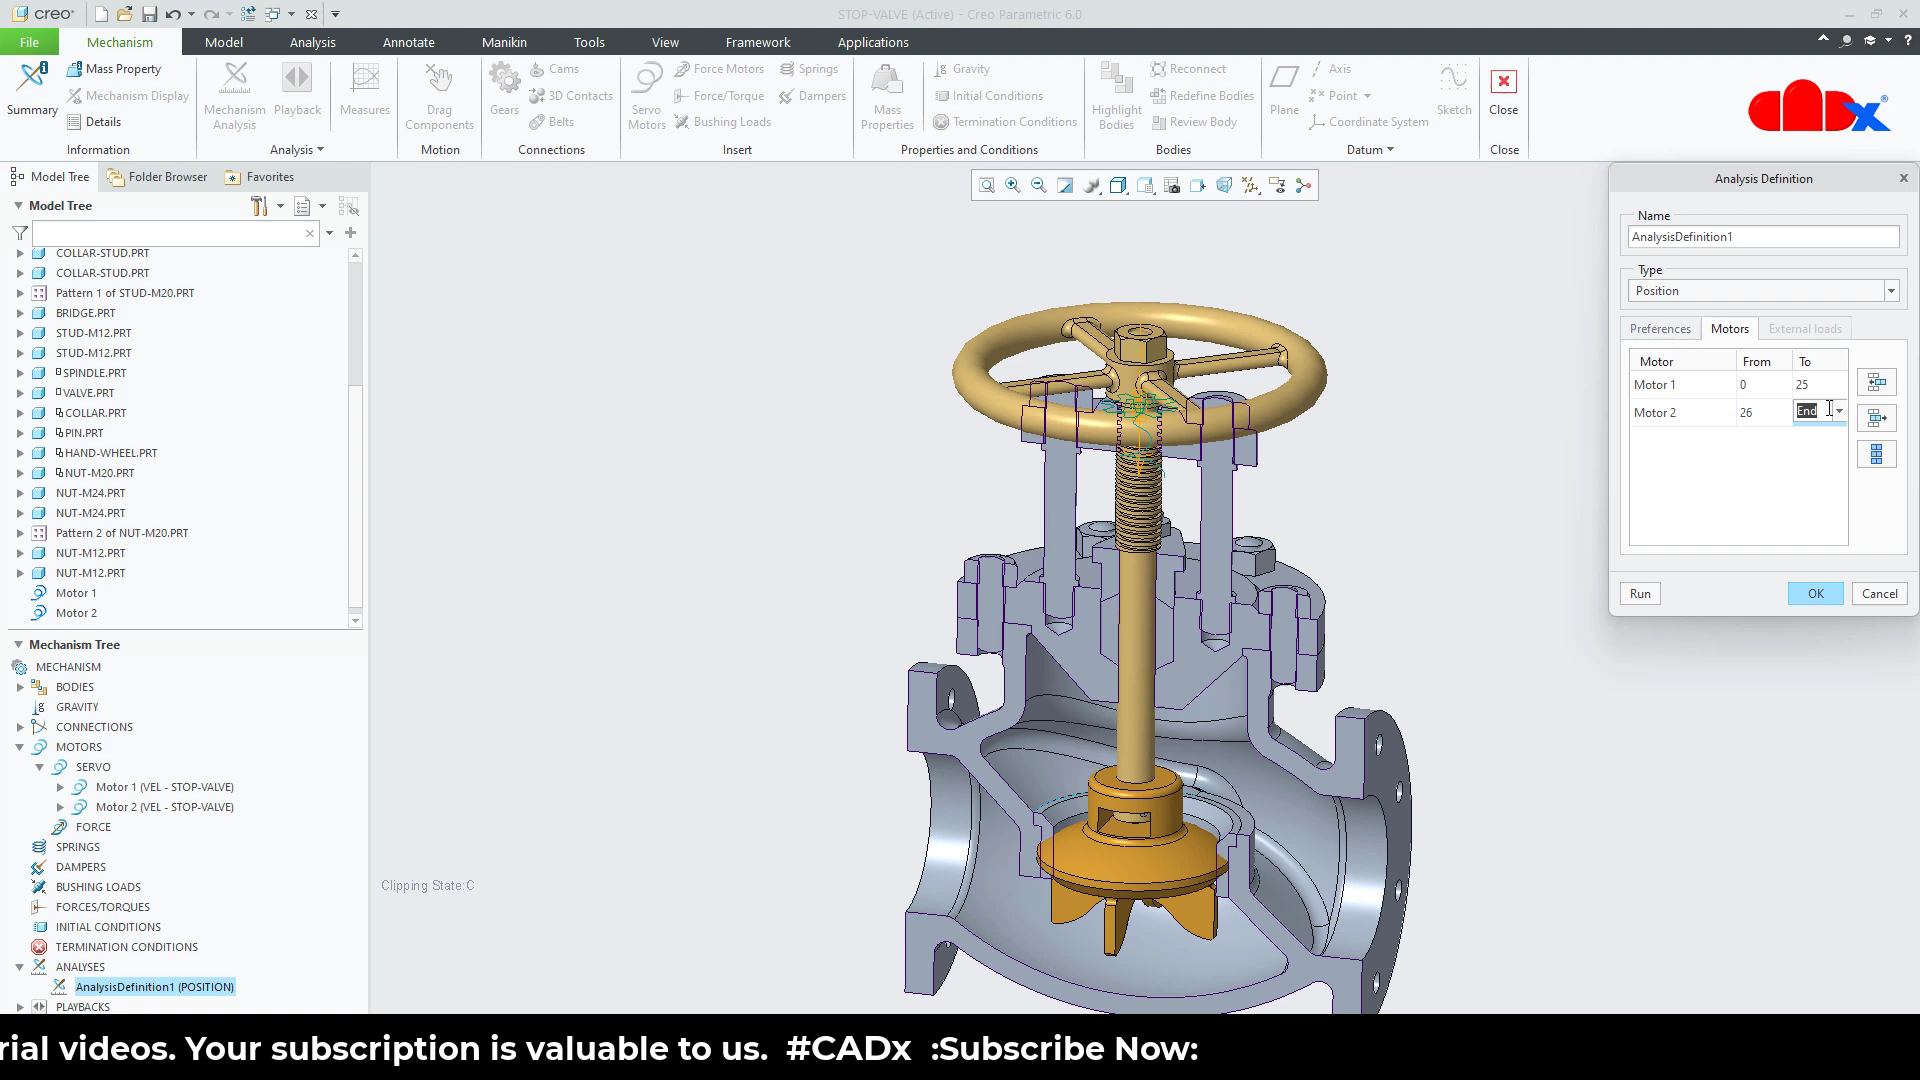 creo
STOP-VALVE (Active) - Creo Parametric 6.0
File Mechanism Model Analysis Annotate Manikin Tools View Framework Applications
Summary
Mass Property
Mechanism Display
Details
Information
Mechanism Analysis
Playback
Measures
Analysis
Drag Components
Motion
Gears
Cams
3D Contacts
Belts
Connections
Servo Motors
Force Motors
Force/Torque
Bushing Loads
Springs
Dampers
Insert
Mass Properties
Gravity
Initial Conditions
Termination Conditions
Properties and Conditions
Highlight Bodies
Reconnect
Redefine Bodies
Review Body
Bodies
Plane
Axis
Point
Coordinate System
Sketch
Datum
Close
Close
CADx®
Model Tree Folder Browser Favorites
Model Tree
COLLAR-STUD.PRT
COLLAR-STUD.PRT
Pattern 1 of STUD-M20.PRT
BRIDGE.PRT
STUD-M12.PRT
STUD-M12.PRT
SPINDLE.PRT
VALVE.PRT
COLLAR.PRT
PIN.PRT
HAND-WHEEL.PRT
NUT-M20.PRT
NUT-M24.PRT
NUT-M24.PRT
Pattern 2 of NUT-M20.PRT
NUT-M12.PRT
NUT-M12.PRT
Motor 1
Motor 2
Mechanism Tree
MECHANISM
BODIES
GRAVITY
CONNECTIONS
MOTORS
SERVO
Motor 1 (VEL - STOP-VALVE)
Motor 2 (VEL - STOP-VALVE)
FORCE
SPRINGS
DAMPERS
BUSHING LOADS
FORCES/TORQUES
INITIAL CONDITIONS
TERMINATION CONDITIONS
ANALYSES
AnalysisDefinition1 (POSITION)
PLAYBACKS
Clipping State:C
Analysis Definition
Name
AnalysisDefinition1
Type
Position
Preferences Motors External loads
Motor From To
Motor 1 0 25
Motor 2 26 End
Run OK Cancel
rial videos. Your subscription is valuable to us. #CADx :Subscribe Now: